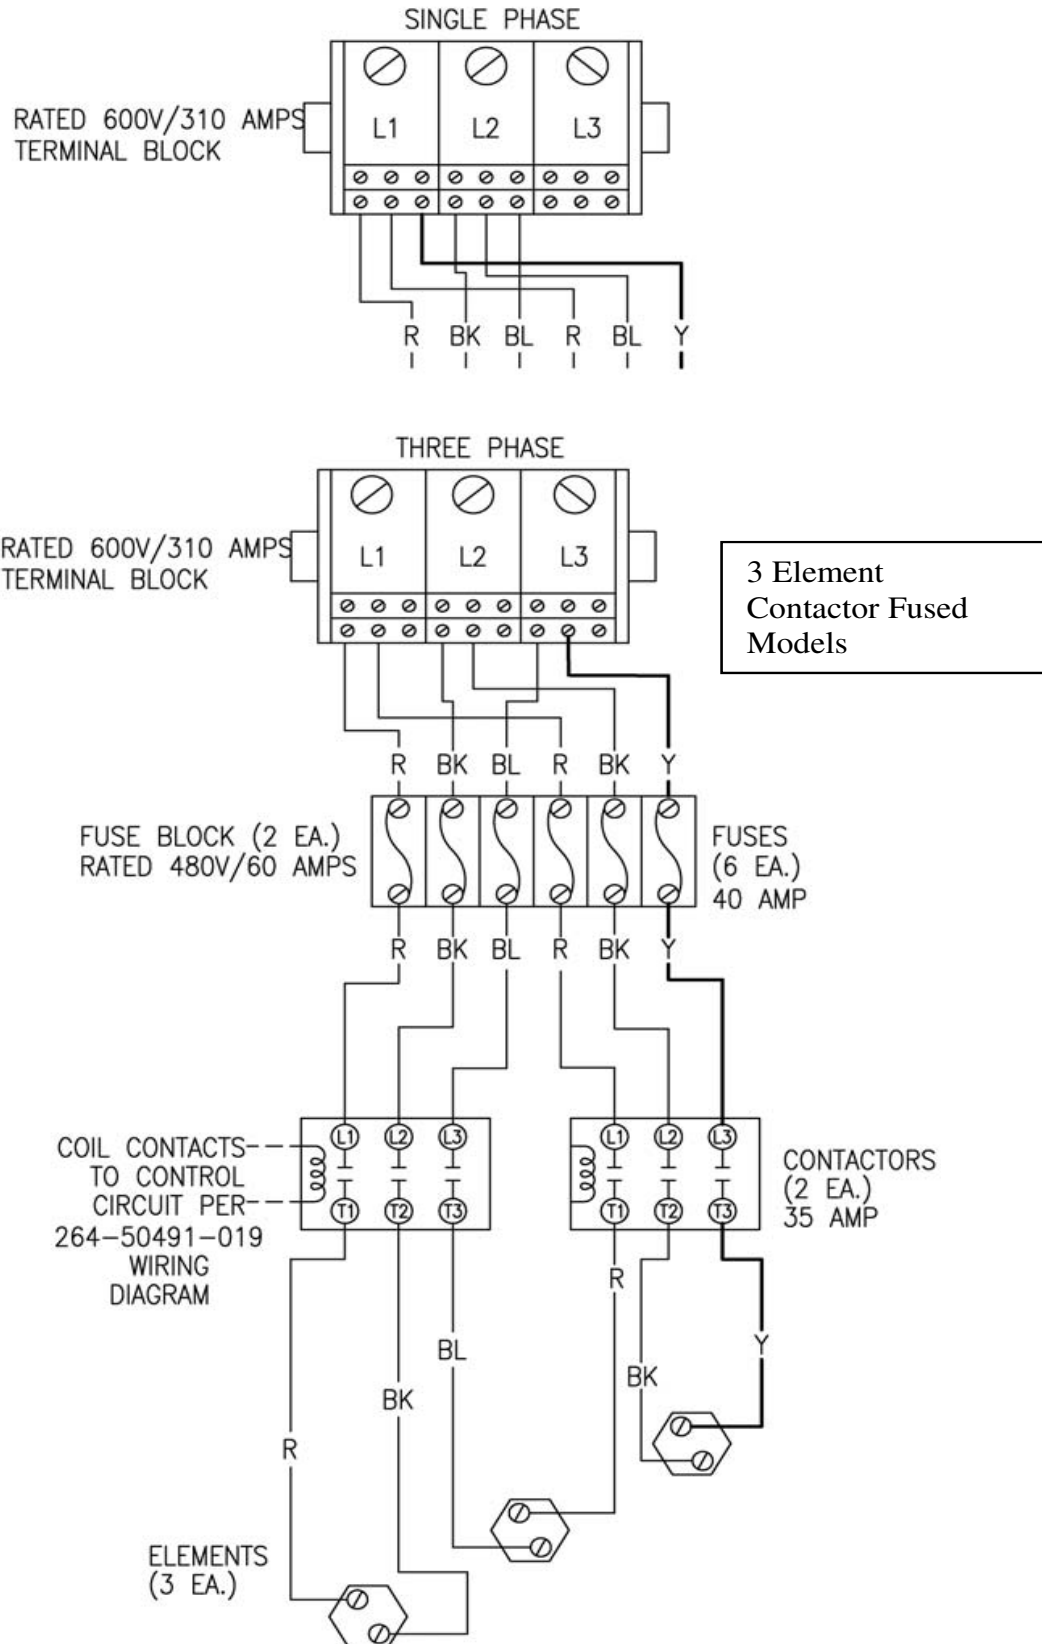 SINGLE PHASE
RATED 600V/310 AMPS
TERMINAL BLOCK
L1 L2 L3
R BK BL R BL Y
THREE PHASE
RATED 600V/310 AMPS
TERMINAL BLOCK
L1 L2 L3
3 Element
Contactor Fused
Models
R BK BL R BK Y
FUSE BLOCK (2 EA.)
RATED 480V/60 AMPS
FUSES
(6 EA.)
40 AMP
R BK BL R BK Y
L1 L2 L3 L1 L2 L3
T1 T2 T3 T1 T2 T3
COIL CONTACTS
TO CONTROL
CIRCUIT PER
264-50491-019
WIRING
DIAGRAM
CONTACTORS
(2 EA.)
35 AMP
R
BL
Y
BK
BK
R
ELEMENTS
(3 EA.)